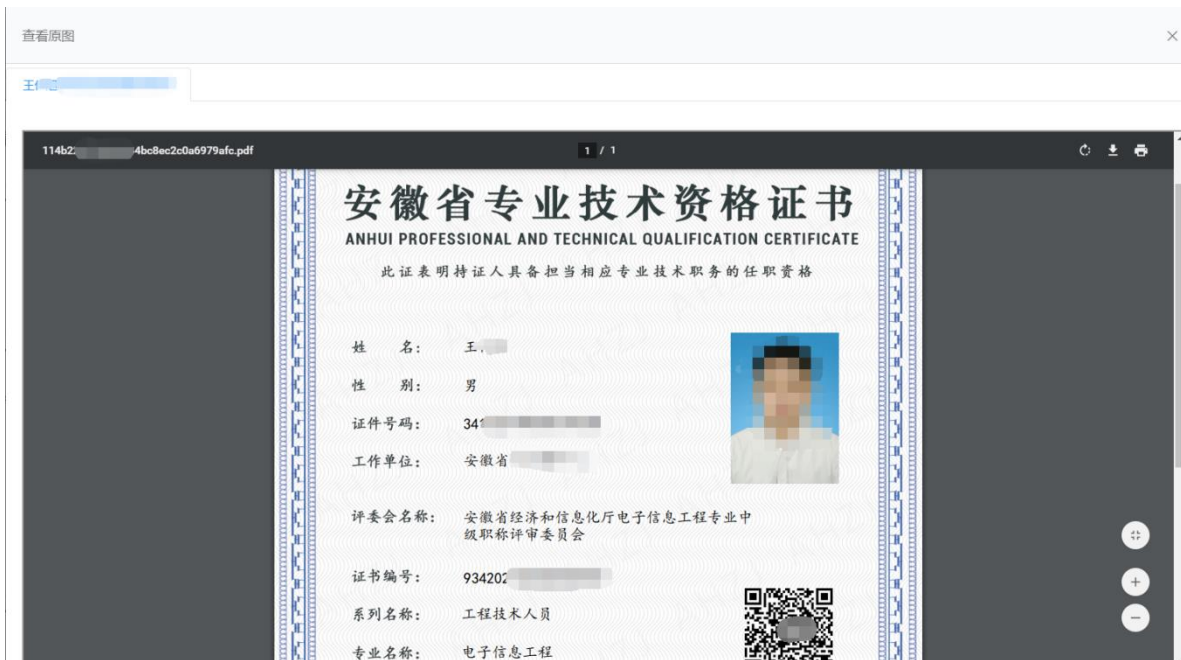 查看原图
王
114b2 4bc8ec2c0a6979afc.pdf
1 / 1
安徽省专业技术资格证书
ANHUI PROFESSIONAL AND TECHNICAL QUALIFICATION CERTIFICATE
此证表明持证人具备担当相应专业技术职务的任职资格
姓 名: 王
性 别: 男
证件号码: 341
工作单位: 安徽省
评委会名称: 安徽省经济和信息化厅电子信息工程专业中
级职称评审委员会
证书编号: 934202
系列名称: 工程技术人员
专业名称: 电子信息工程